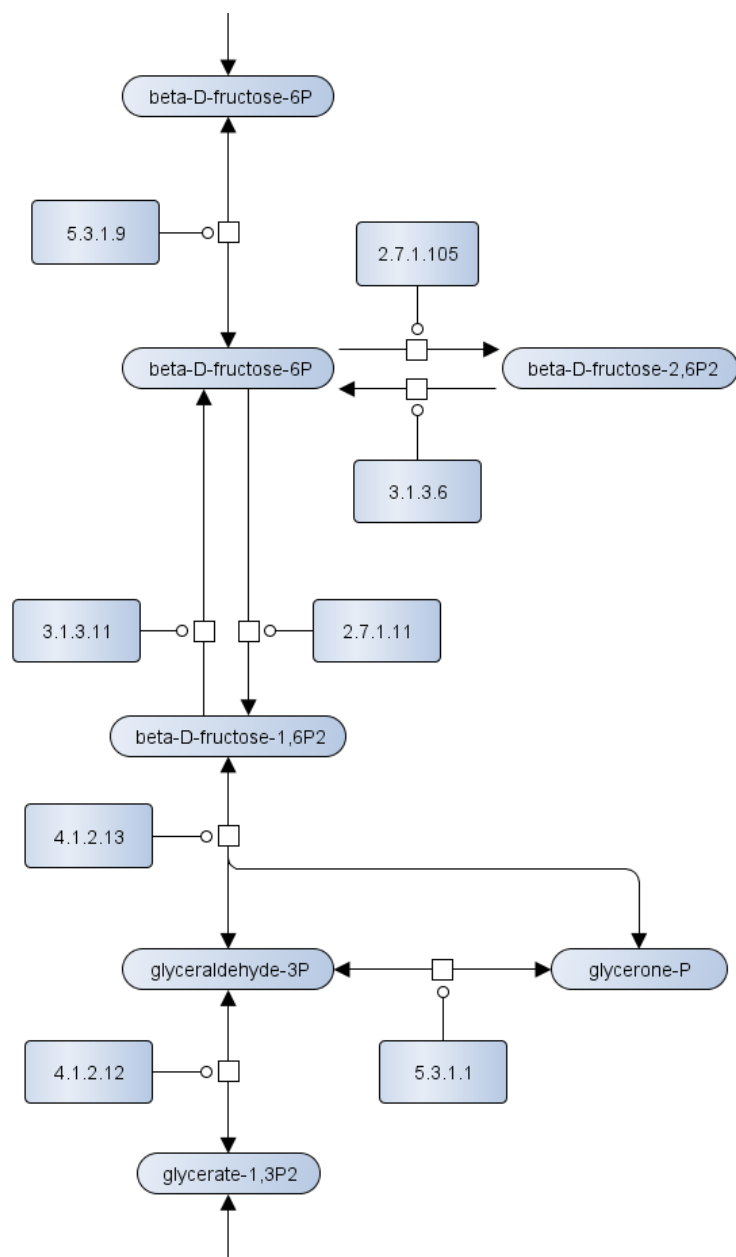 beta-D-fructose-6P
5.3.1.9
2.7.1.105
beta-D-fructose-6P
beta-D-fructose-2,6P2
3.1.3.6
3.1.3.11
2.7.1.11
beta-D-fructose-1,6P2
4.1.2.13
glyceraldehyde-3P
glycerone-P
4.1.2.12
5.3.1.1
glycerate-1,3P2